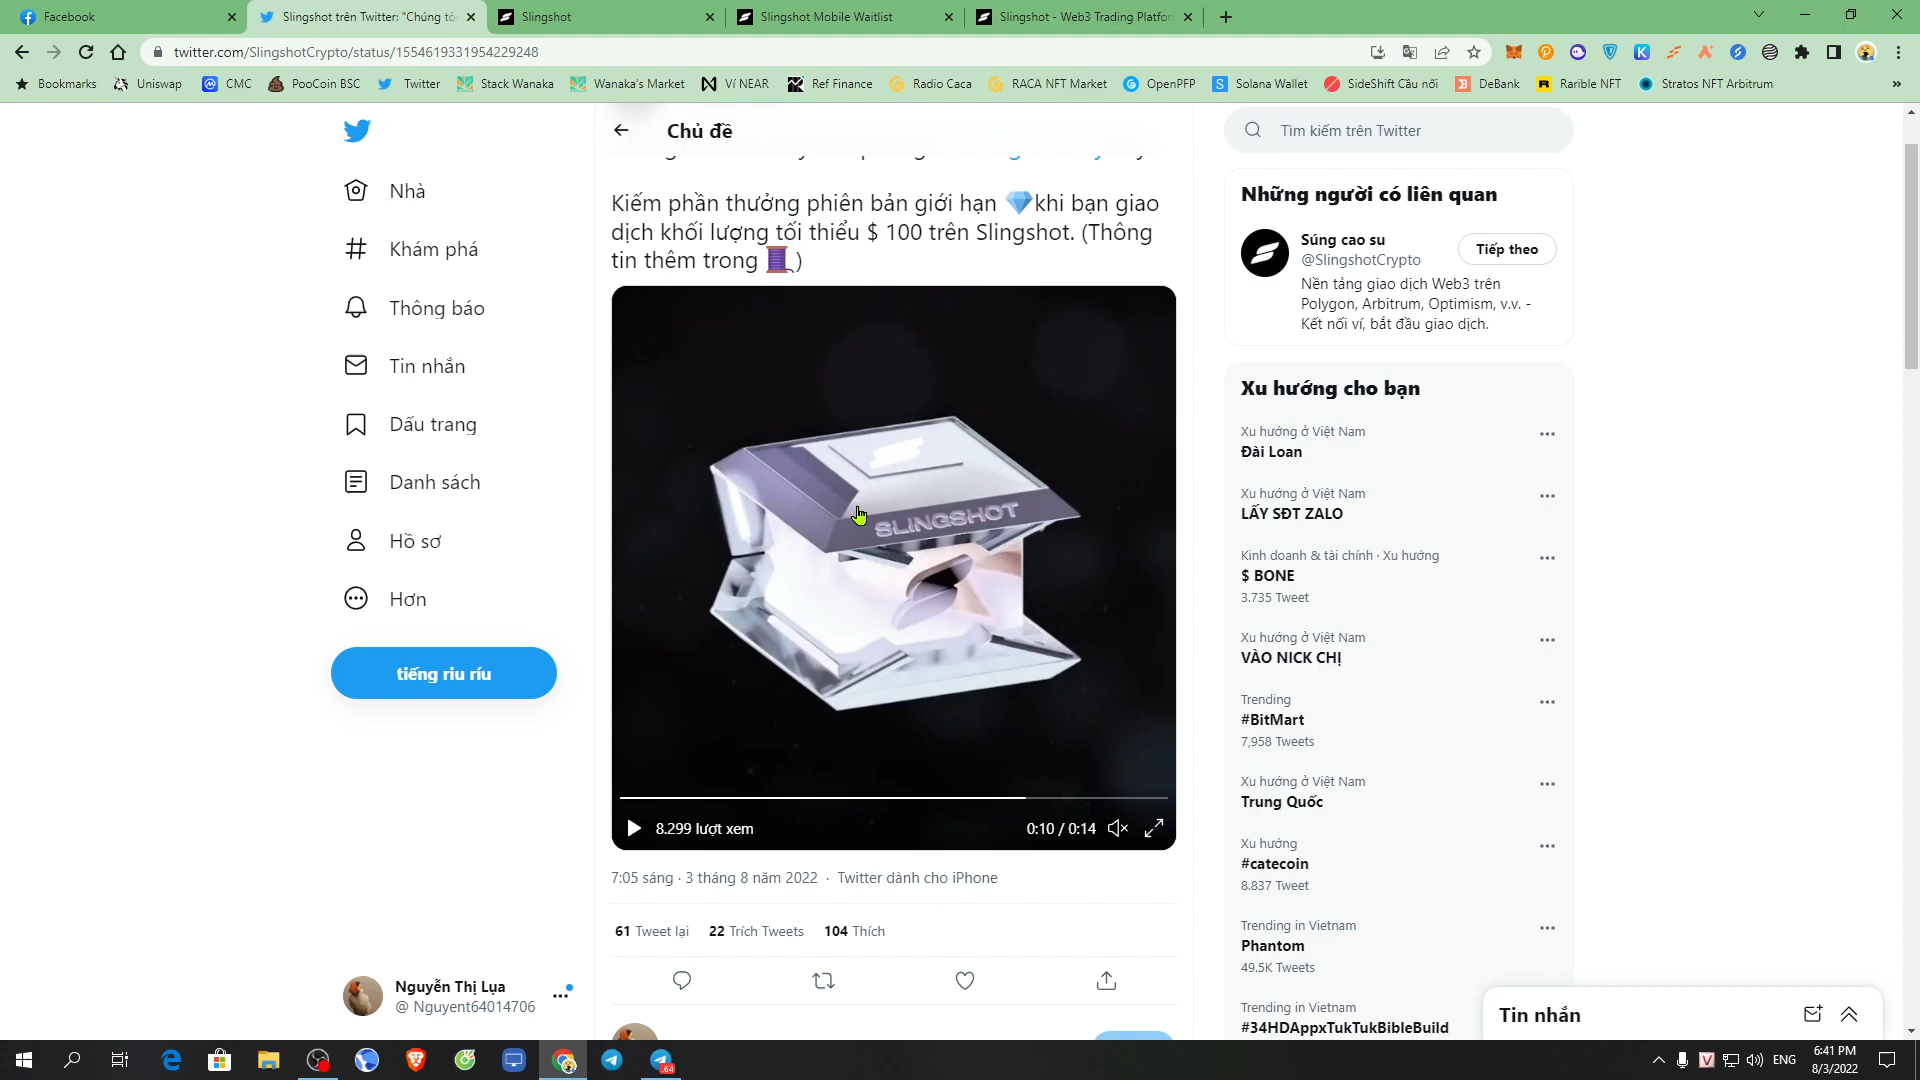 Facebook
Slingshot trên Twitter: "Chúng tôi
Slingshot
Slingshot Mobile Waitlist
Slingshot - Web3 Trading Platfor
twitter.com/SlingshotCrypto/status/1554619331954229248
Bookmarks
Uniswap
CMC
PooCoin BSC
Twitter
Stack Wanaka
Wanaka's Market
Ví NEAR
Ref Finance
Radio Caca
RACA NFT Market
OpenPFP
Solana Wallet
SideShift Cầu nối
DeBank
Rarible NFT
Stratos NFT Arbitrum
»
Nhà
Khám phá
Thông báo
Tin nhắn
Dấu trang
Danh sách
Hồ sơ
Hơn
tiếng riu ríu
Nguyễn Thị Lụa
@ Nguyent64014706
Chủ đề
Kiếm phần thưởng phiên bản giới hạn 💎khi bạn giao
dịch khối lượng tối thiểu $ 100 trên Slingshot. (Thông
tin thêm trong 🧵)
SLINGSHOT
8.299 lượt xem
0:10 / 0:14
7:05 sáng · 3 tháng 8 năm 2022 · Twitter dành cho iPhone
61 Tweet lại 22 Trích Tweets 104 Thích
Tìm kiếm trên Twitter
Những người có liên quan
Súng cao su
@SlingshotCrypto
Tiếp theo
Nền tảng giao dịch Web3 trên
Polygon, Arbitrum, Optimism, v.v. -
Kết nối ví, bắt đầu giao dịch.
Xu hướng cho bạn
Xu hướng ở Việt Nam
Đài Loan
Xu hướng ở Việt Nam
LẤY SĐT ZALO
Kinh doanh & tài chính · Xu hướng
$ BONE
3.735 Tweet
Xu hướng ở Việt Nam
VÀO NICK CHỊ
Trending
#BitMart
7,958 Tweets
Xu hướng ở Việt Nam
Trung Quốc
Xu hướng
#catecoin
8.837 Tweet
Trending in Vietnam
Phantom
49.5K Tweets
Trending in Vietnam
#34HDAppxTukTukBibleBuild
Tin nhắn
.64
V
ENG
6:41 PM
8/3/2022